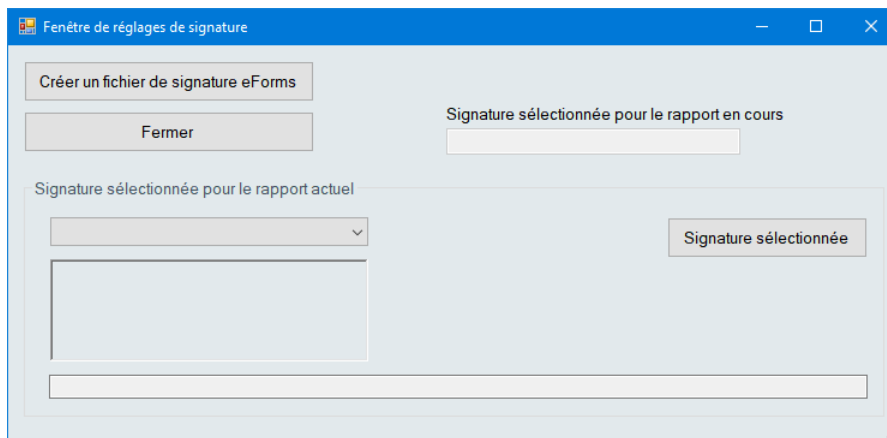 Fenêtre de réglages de signature
Créer un fichier de signature eForms
Fermer
Signature sélectionnée pour le rapport en cours
Signature sélectionnée pour le rapport actuel
Signature sélectionnée